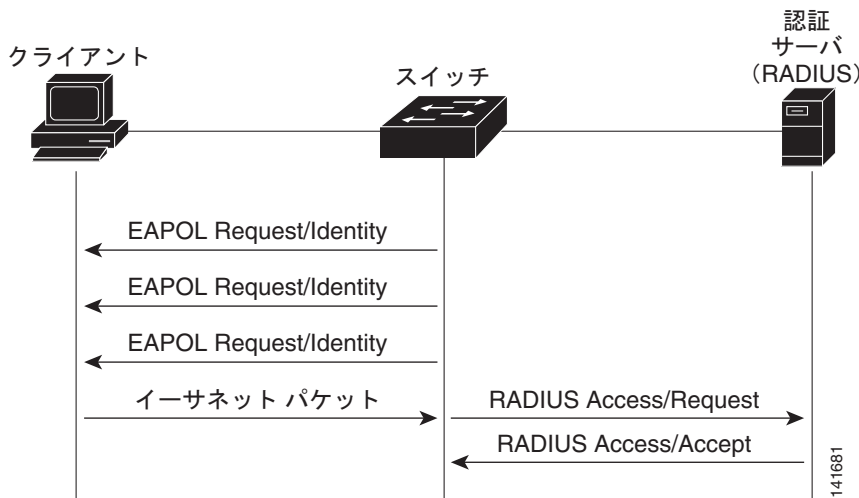 クライアント
スイッチ
認証
サーバ
（RADIUS）
EAPOL Request/Identity
EAPOL Request/Identity
EAPOL Request/Identity
イーサネット パケット
RADIUS Access/Request
RADIUS Access/Accept
141681